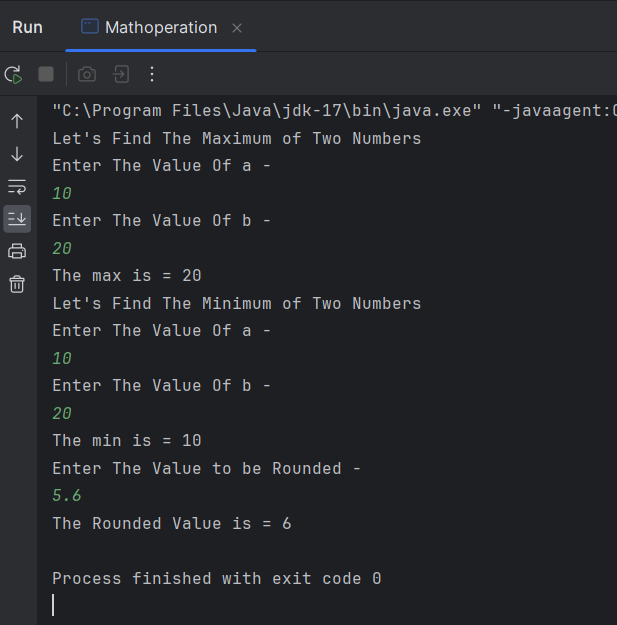 Run Mathoperation
"C:\Program Files\Java\jdk-17\bin\java.exe" "-javaagent:
Let's Find The Maximum of Two Numbers
Enter The Value Of a -
10
Enter The Value Of b -
20
The max is = 20
Let's Find The Minimum of Two Numbers
Enter The Value Of a -
10
Enter The Value Of b -
20
The min is = 10
Enter The Value to be Rounded -
5.6
The Rounded Value is = 6
Process finished with exit code 0